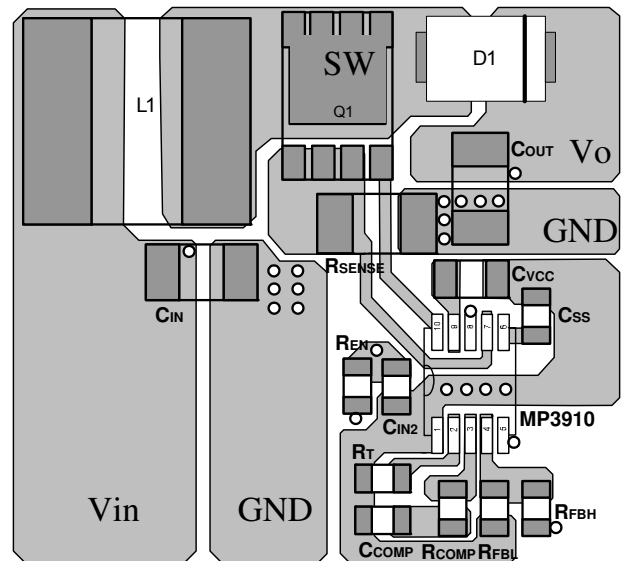 SW
D1
L1
Q1
COUT
Vo
GND
RSENSE
CVCC
CIN
CSS
10 9 8 7 6
REN
CIN2
MP3910
1 2 3 4 5
RT
Vin
GND
RFBH
CCOMP RCOMP RFBL